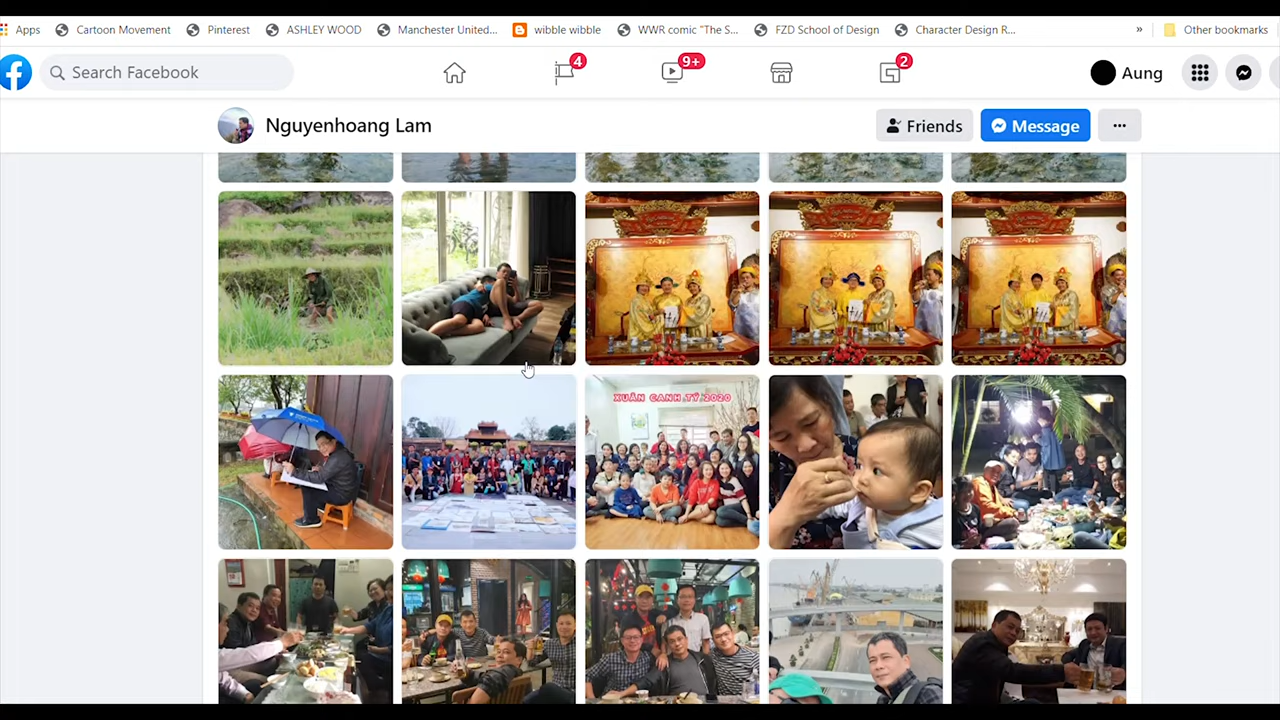 Apps Cartoon Movement Pinterest ASHLEY WOOD Manchester United... wibble wibble WWR comic "The S... FZD School of Design Character Design R... » Other bookmarks
Search Facebook 4 9+ 2 Aung
Nguyenhoang Lam Friends Message
XUÂN CANH TÝ 2020